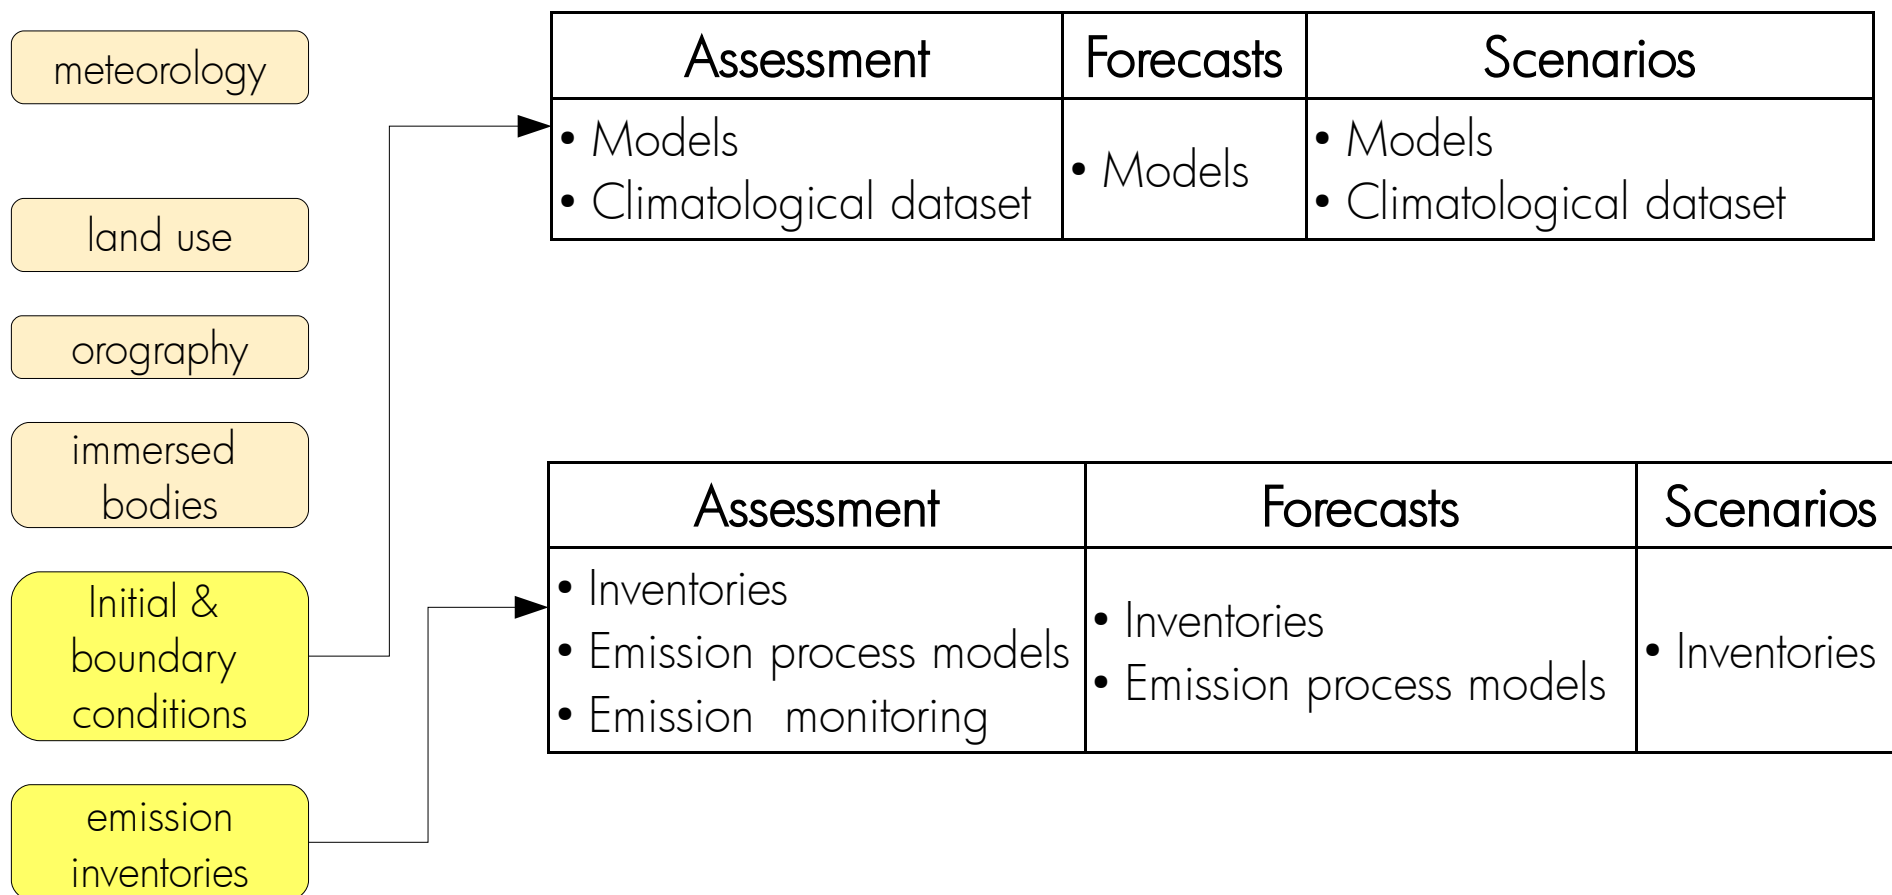 meteorology
land use
orography
immersed
bodies
Initial &
boundary
conditions
emission
inventories
Assessment
Forecasts
Scenarios
• Models
• Climatological dataset
• Models
• Models
• Climatological dataset
Assessment
Forecasts
Scenarios
• Inventories
• Emission process models
• Emission monitoring
• Inventories
• Emission process models
• Inventories